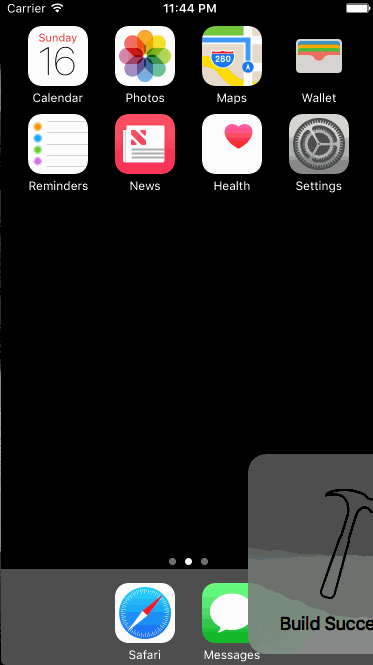 Carrier 11:44 PM
Sunday
16
280
Calendar Photos Maps Wallet
Reminders News Health Settings
Build Succe
Safari Messages